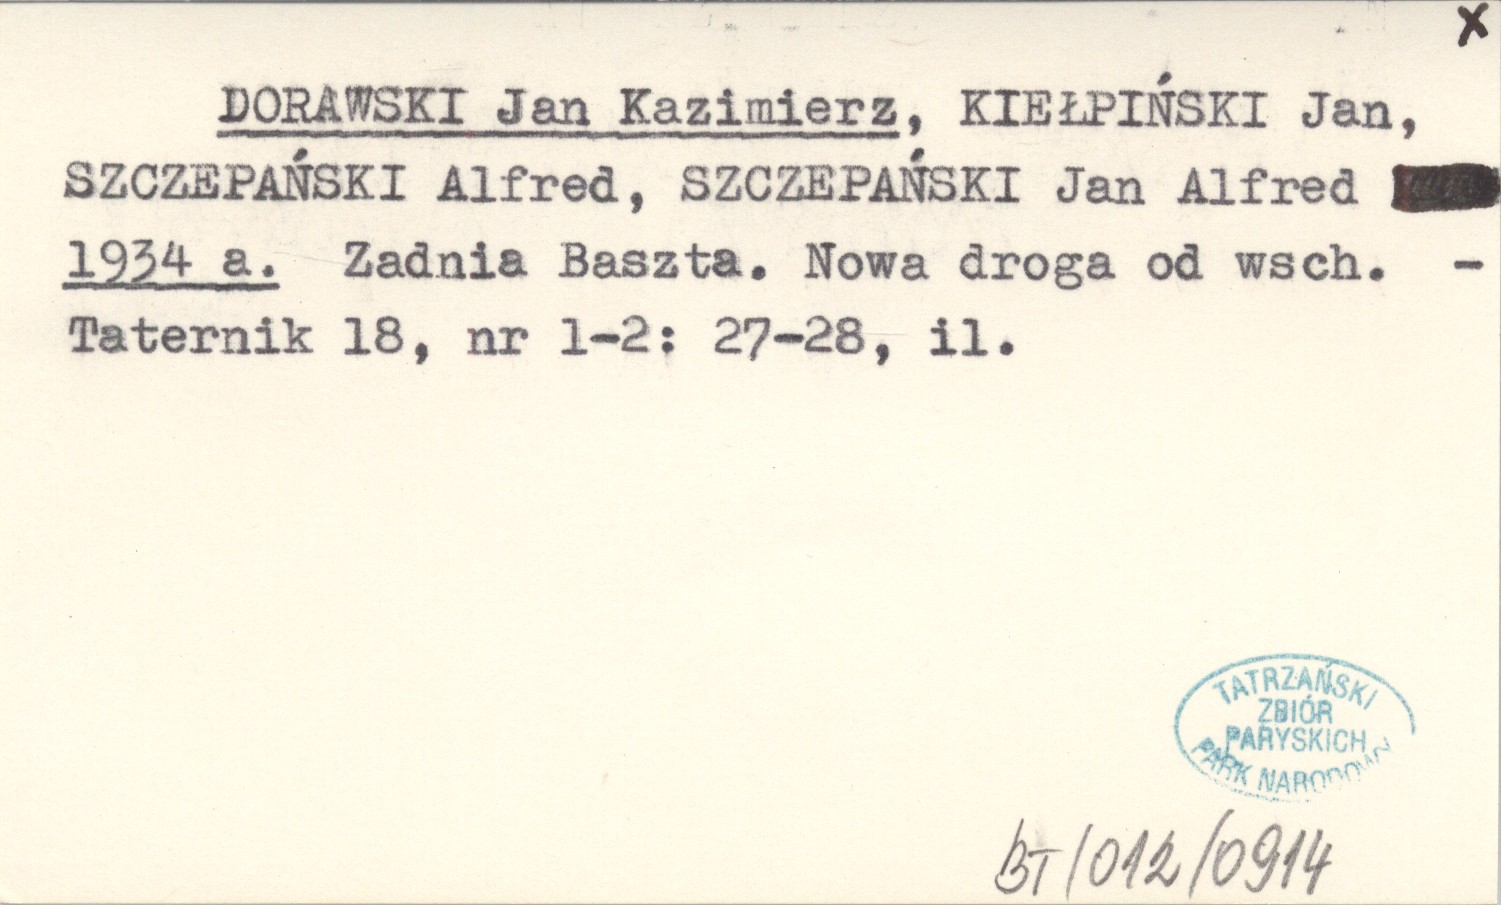 x
DORAWSKI Jan Kazimierz, KIEŁPIŃSKI Jan,
SZCZEPAŃSKI Alfred, SZCZEPAŃSKI Jan Alfred
1934 a. Zadnia Baszta. Nowa droga od wsch. -
Taternik 18, nr 1-2: 27-28, il.
TATRZAŃSKI
ZBIÓR
PARYSKICH
PARK NARODOWY
BT/012/0914